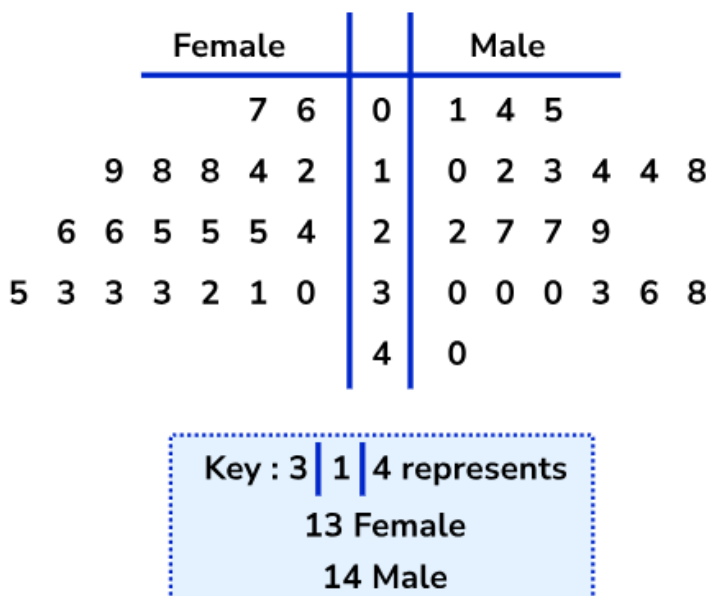 Female Male
7 6 0 1 4 5
9 8 8 4 2 1 0 2 3 4 4 8
6 6 5 5 5 4 2 2 7 7 9
5 3 3 3 2 1 0 3 0 0 0 3 6 8
4 0
Key : 3 | 1 | 4 represents
13 Female
14 Male